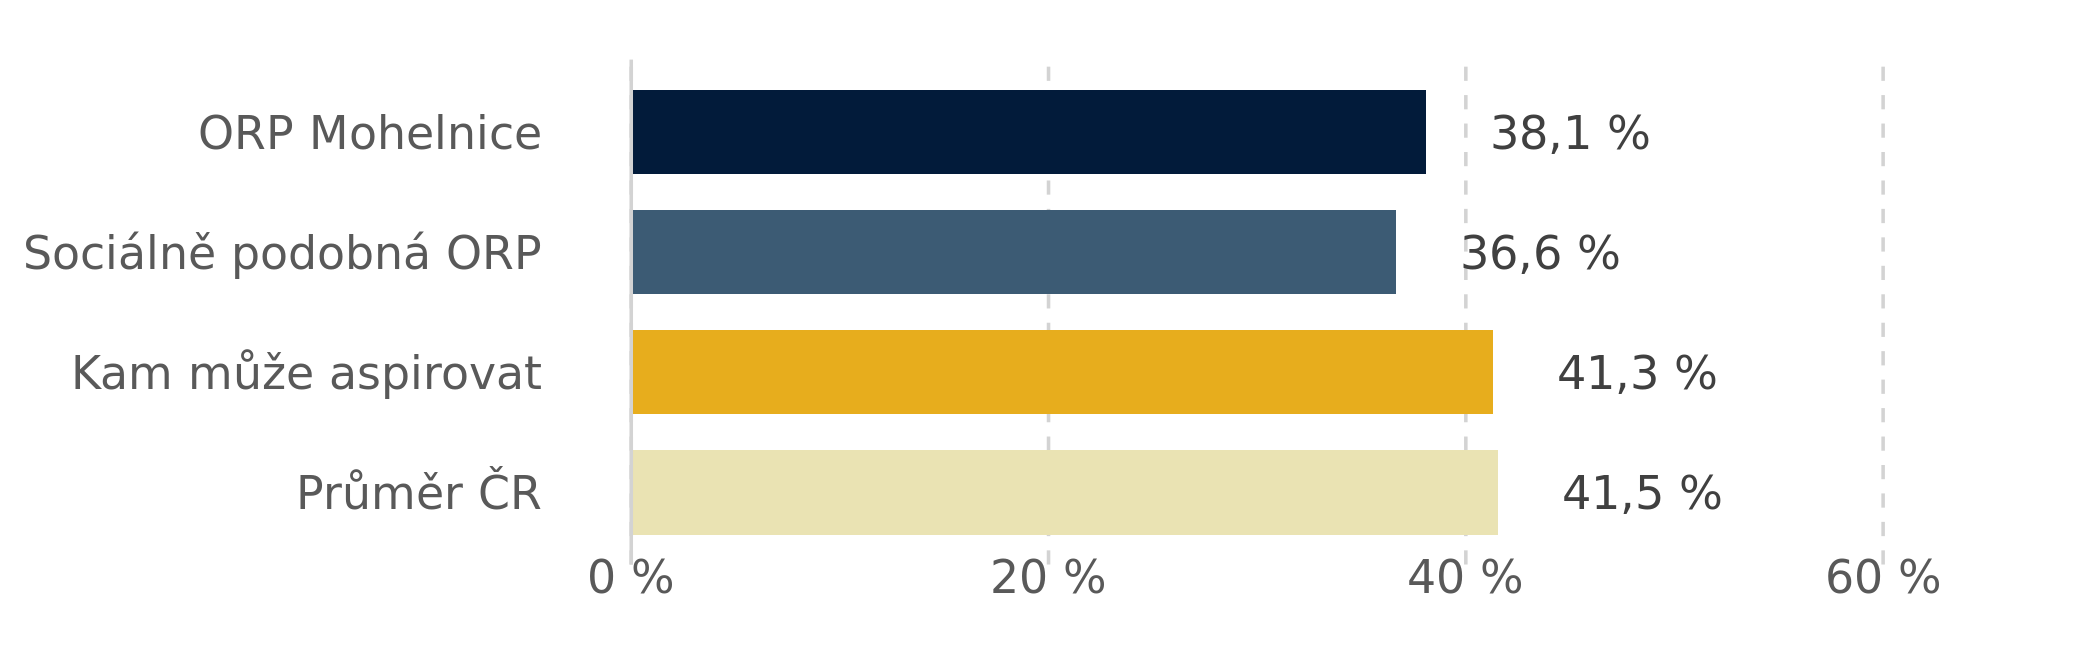 ORP Mohelnice 38,1 %
Sociálně podobná ORP 36,6 %
Kam může aspirovat 41,3 %
Průměr ČR 41,5 %
0 % 20 % 40 % 60 %